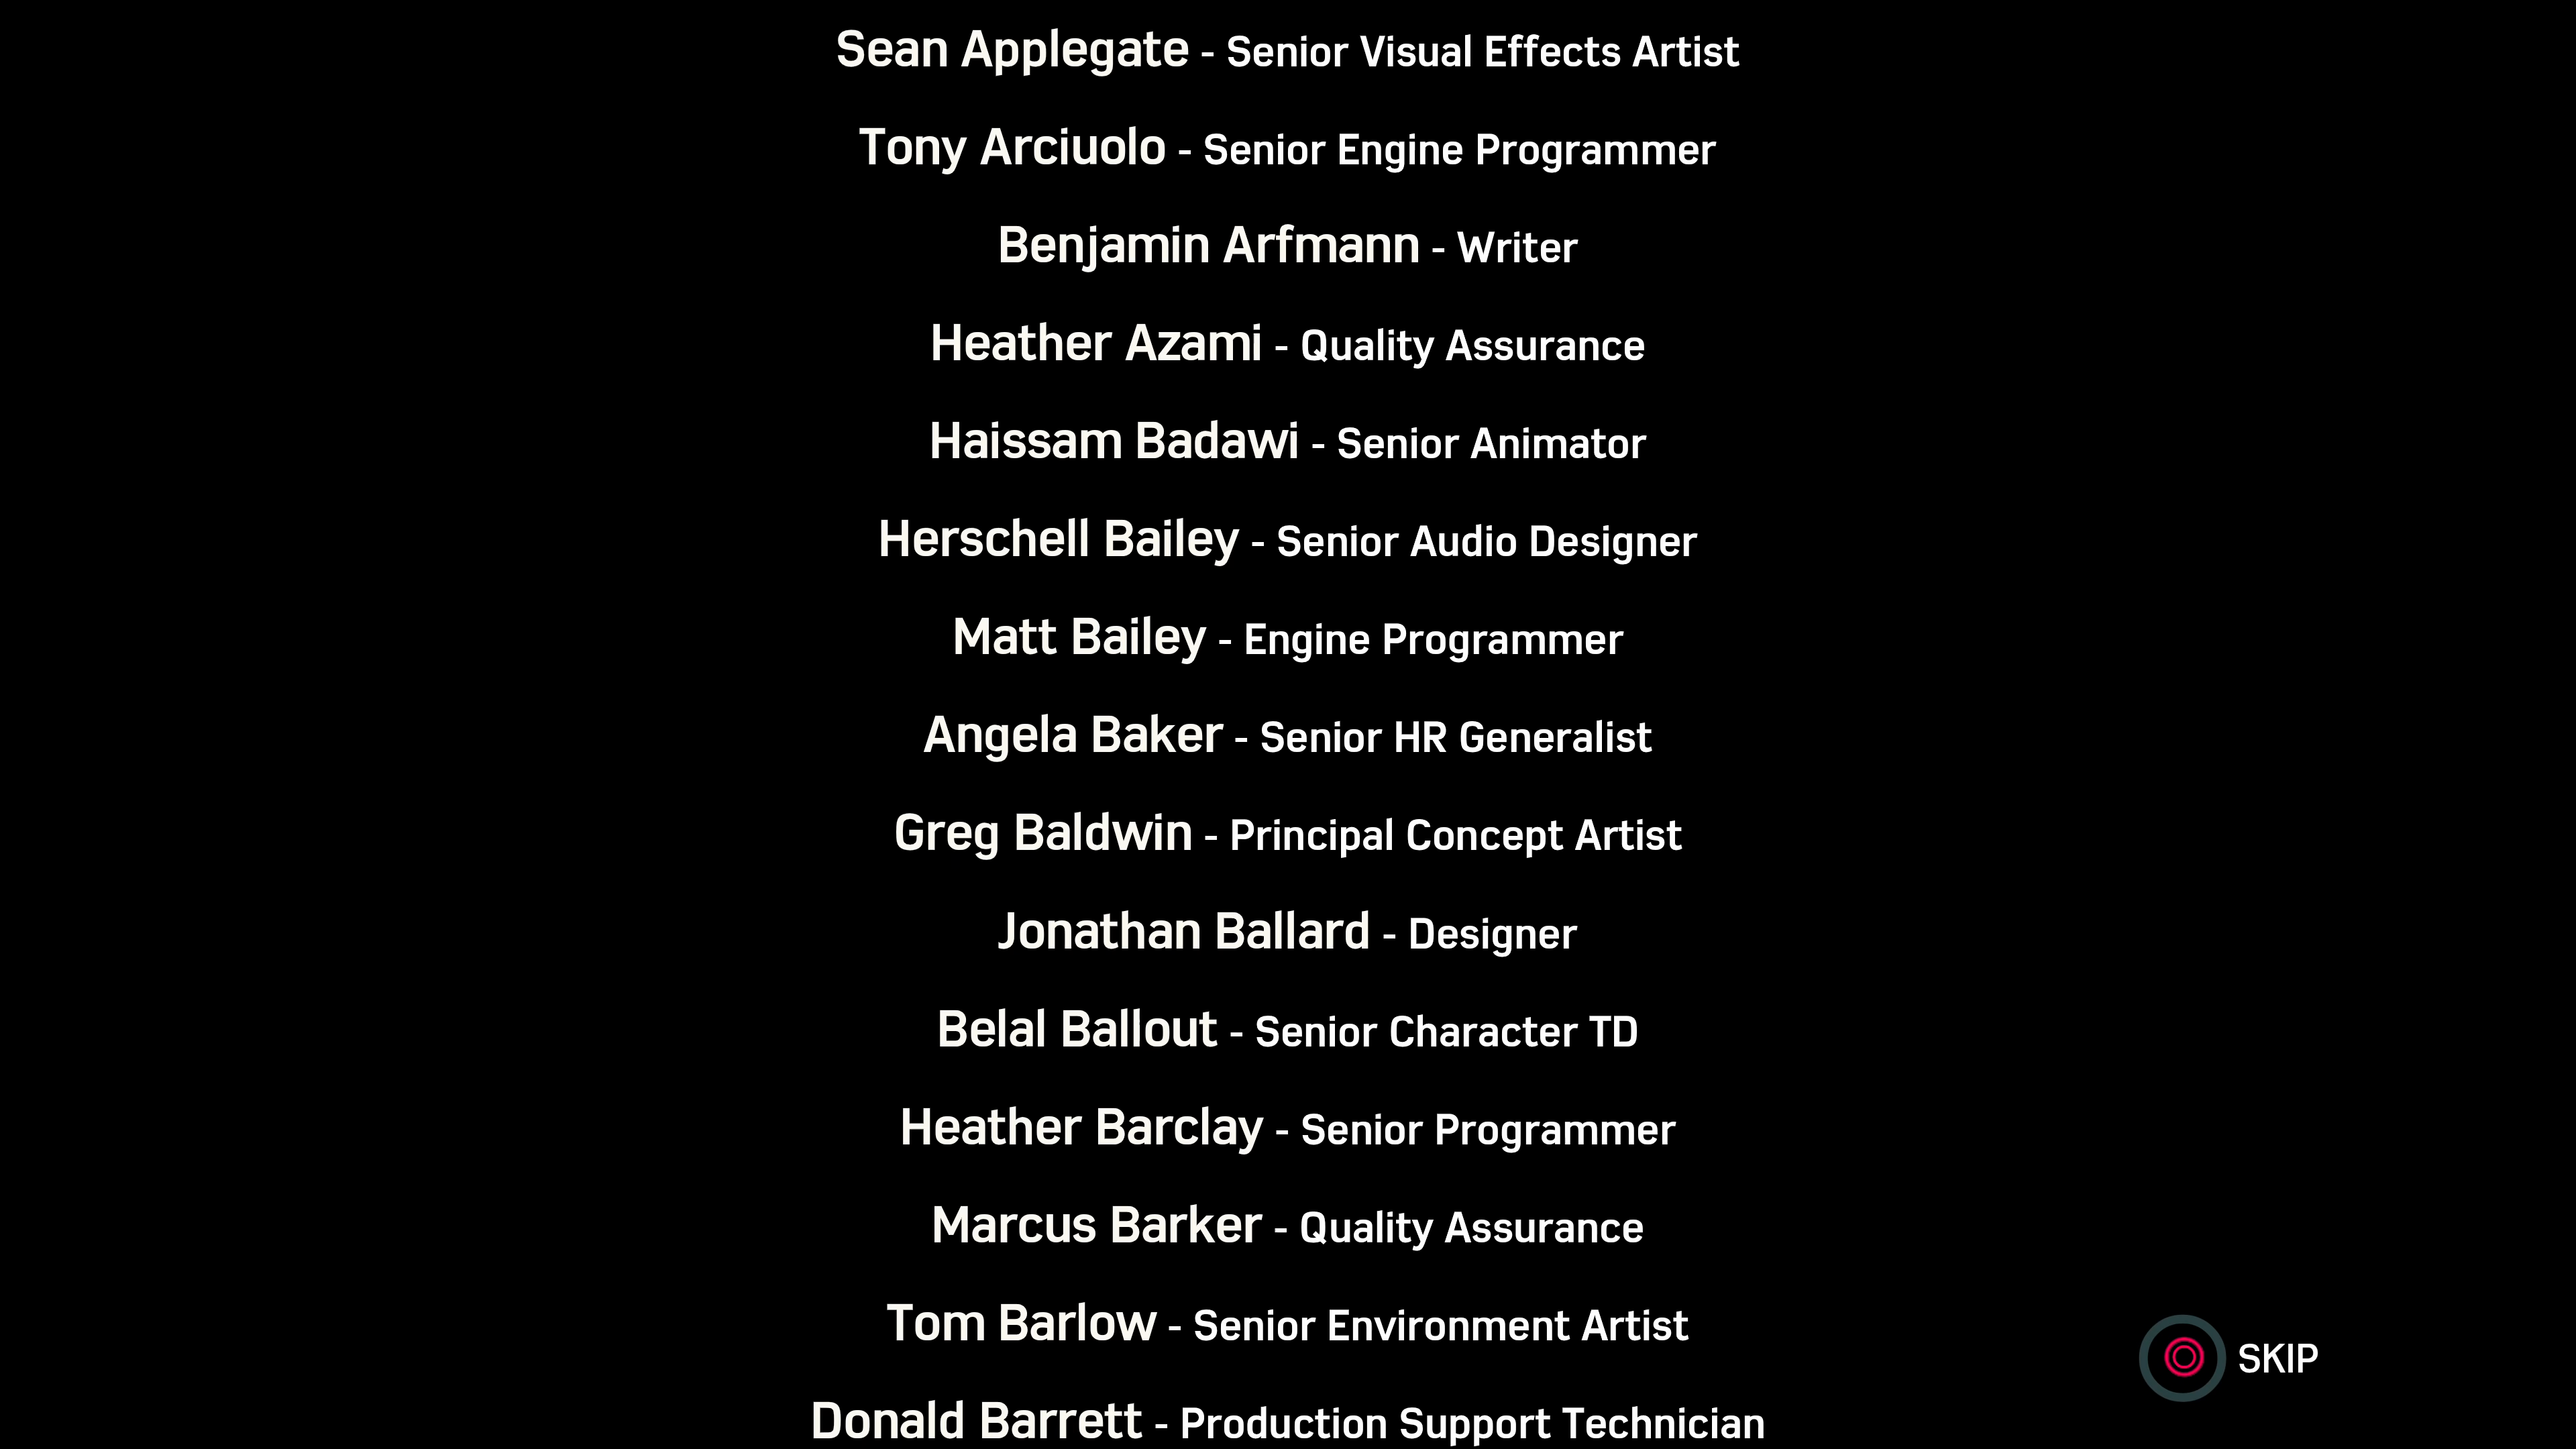 Sean Applegate - Senior Visual Effects Artist
Tony Arciuolo - Senior Engine Programmer
Benjamin Arfmann - Writer
Heather Azami - Quality Assurance
Haissam Badawi - Senior Animator
Herschell Bailey - Senior Audio Designer
Matt Bailey - Engine Programmer
Angela Baker - Senior HR Generalist
Greg Baldwin - Principal Concept Artist
Jonathan Ballard - Designer
Belal Ballout - Senior Character TD
Heather Barclay - Senior Programmer
Marcus Barker - Quality Assurance
Tom Barlow - Senior Environment Artist
SKIP
Donald Barrett - Production Support Technician